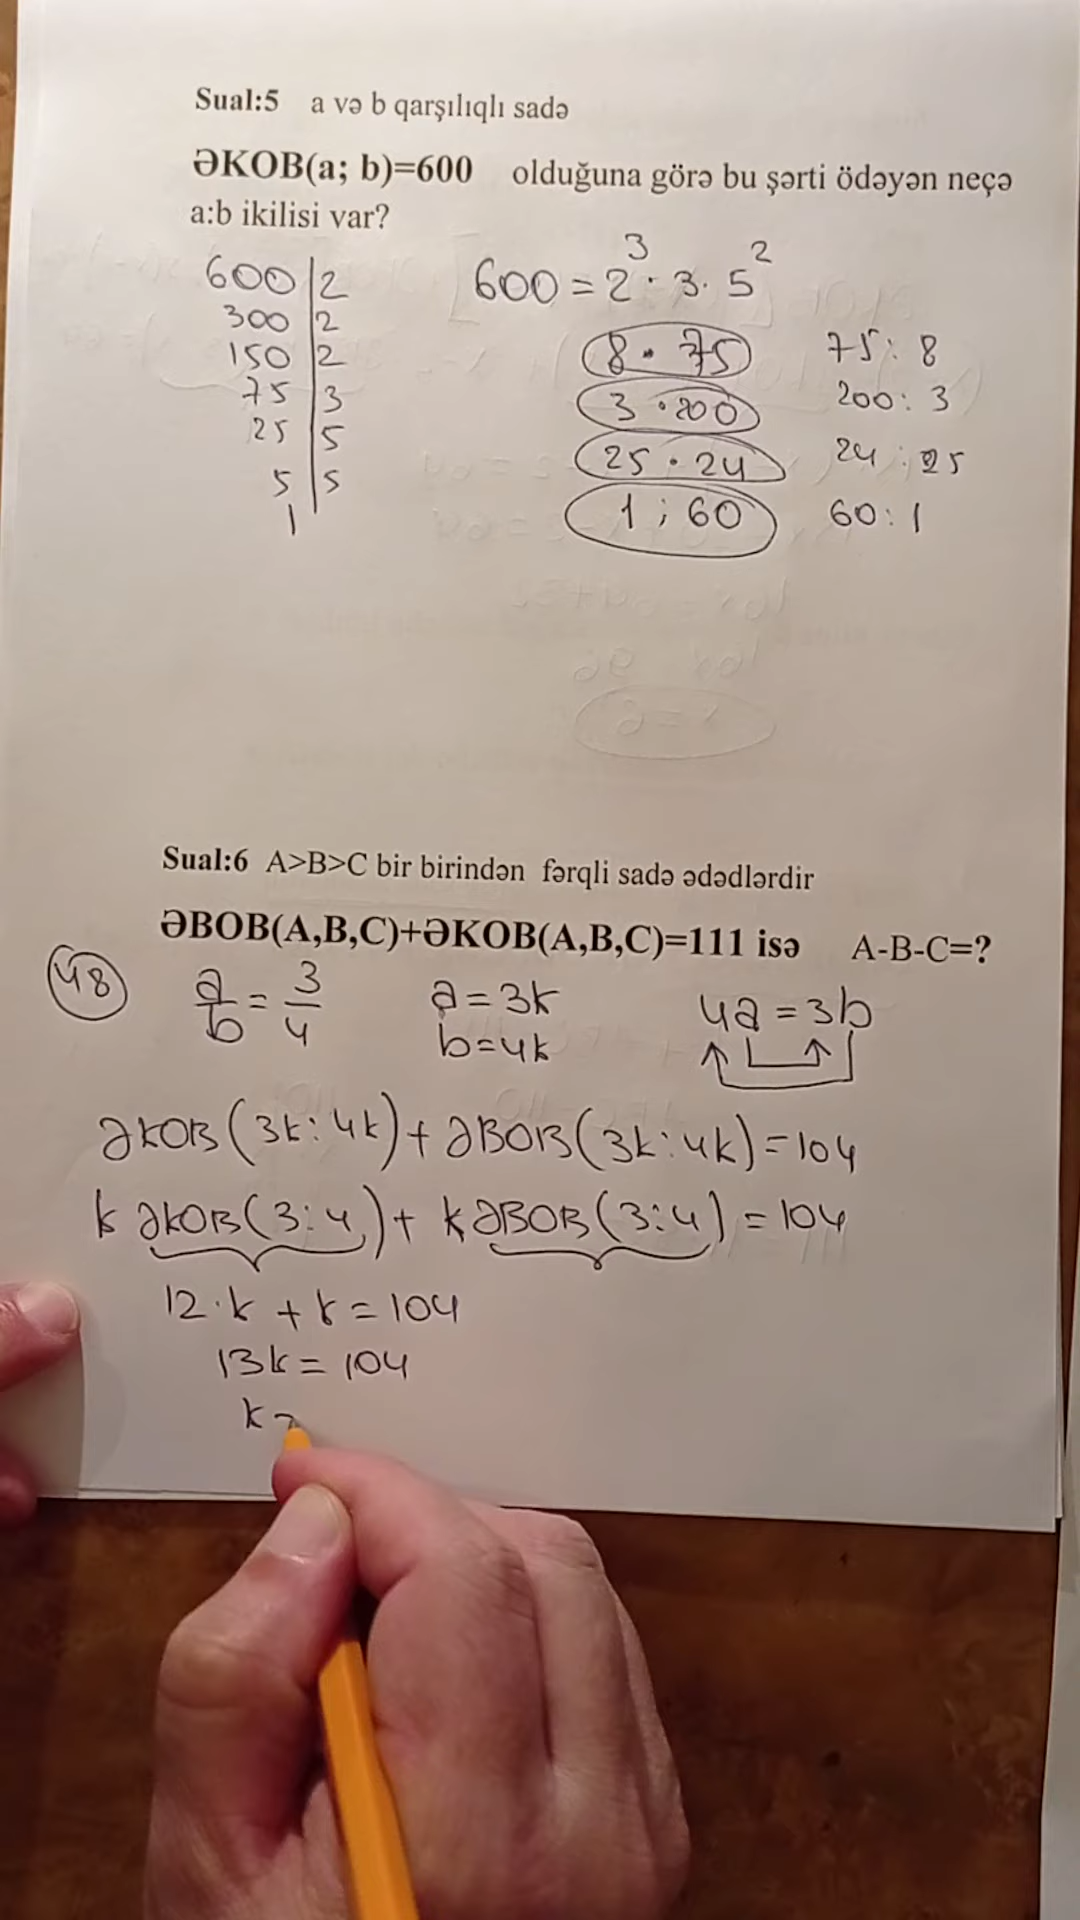 Sual:5 a və b qarşılıqlı sadə
ƏKOB(a; b)=600 olduğuna görə bu şərti ödəyən neçə
a:b ikilisi var?
600 | 2
300 | 2
150 | 2
75 | 3
25 | 5
5 | 5
1
600 = 2³ · 3 · 5²
8 · 75 75 : 8
3 · 200 200 : 3
25 · 24 24 : 25
1 ; 60 60 : 1
Sual:6 A>B>C bir birindən fərqli sadə ədədlərdir
ƏBOB(A,B,C)+ƏKOB(A,B,C)=111 isə A-B-C=?
48 a/b = 3/4 a = 3k 4a = 3b
b = 4k
ƏKOB(3k : 4k) + ƏBOB(3k : 4k) = 104
k ƏKOB(3 : 4) + k ƏBOB(3 : 4) = 104
12 · k + k = 104
13k = 104
k =